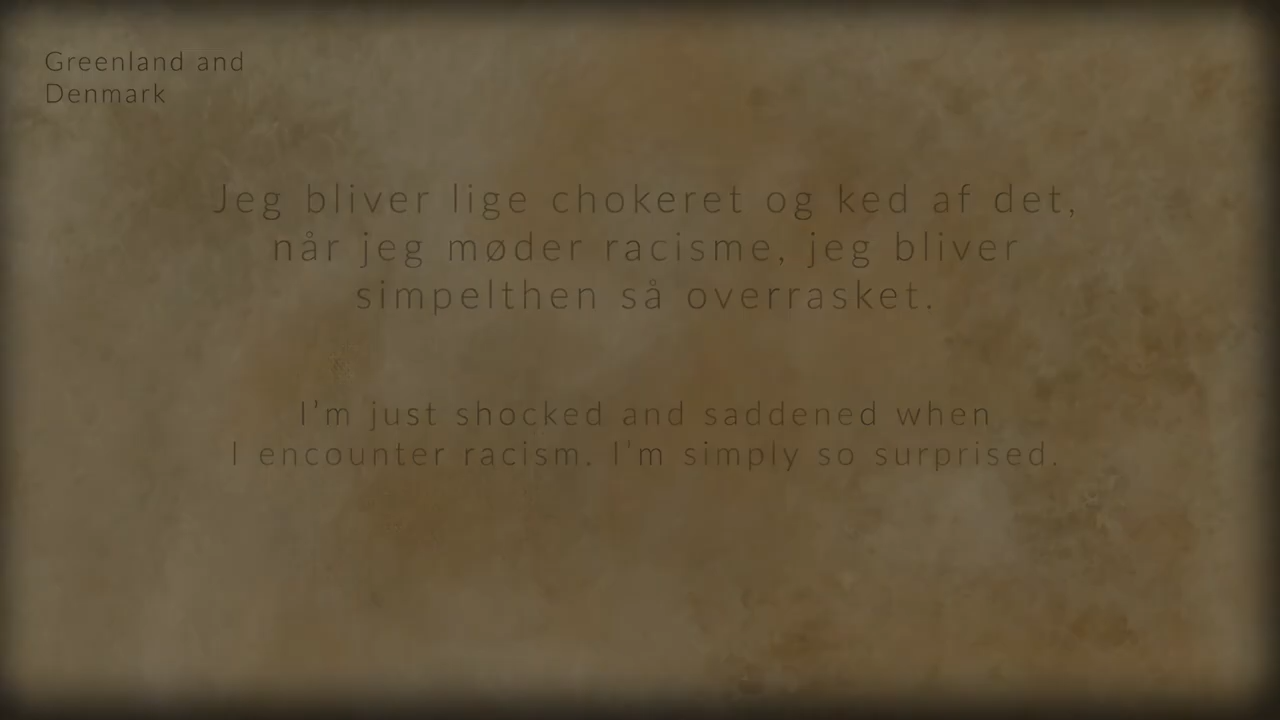 Greenland and
Denmark
Jeg bliver lige chokeret og ked af det,
når jeg møder racisme, jeg bliver
simpelthen så overrasket.
I'm just shocked and saddened when
I encounter racism. I'm simply so surprised.